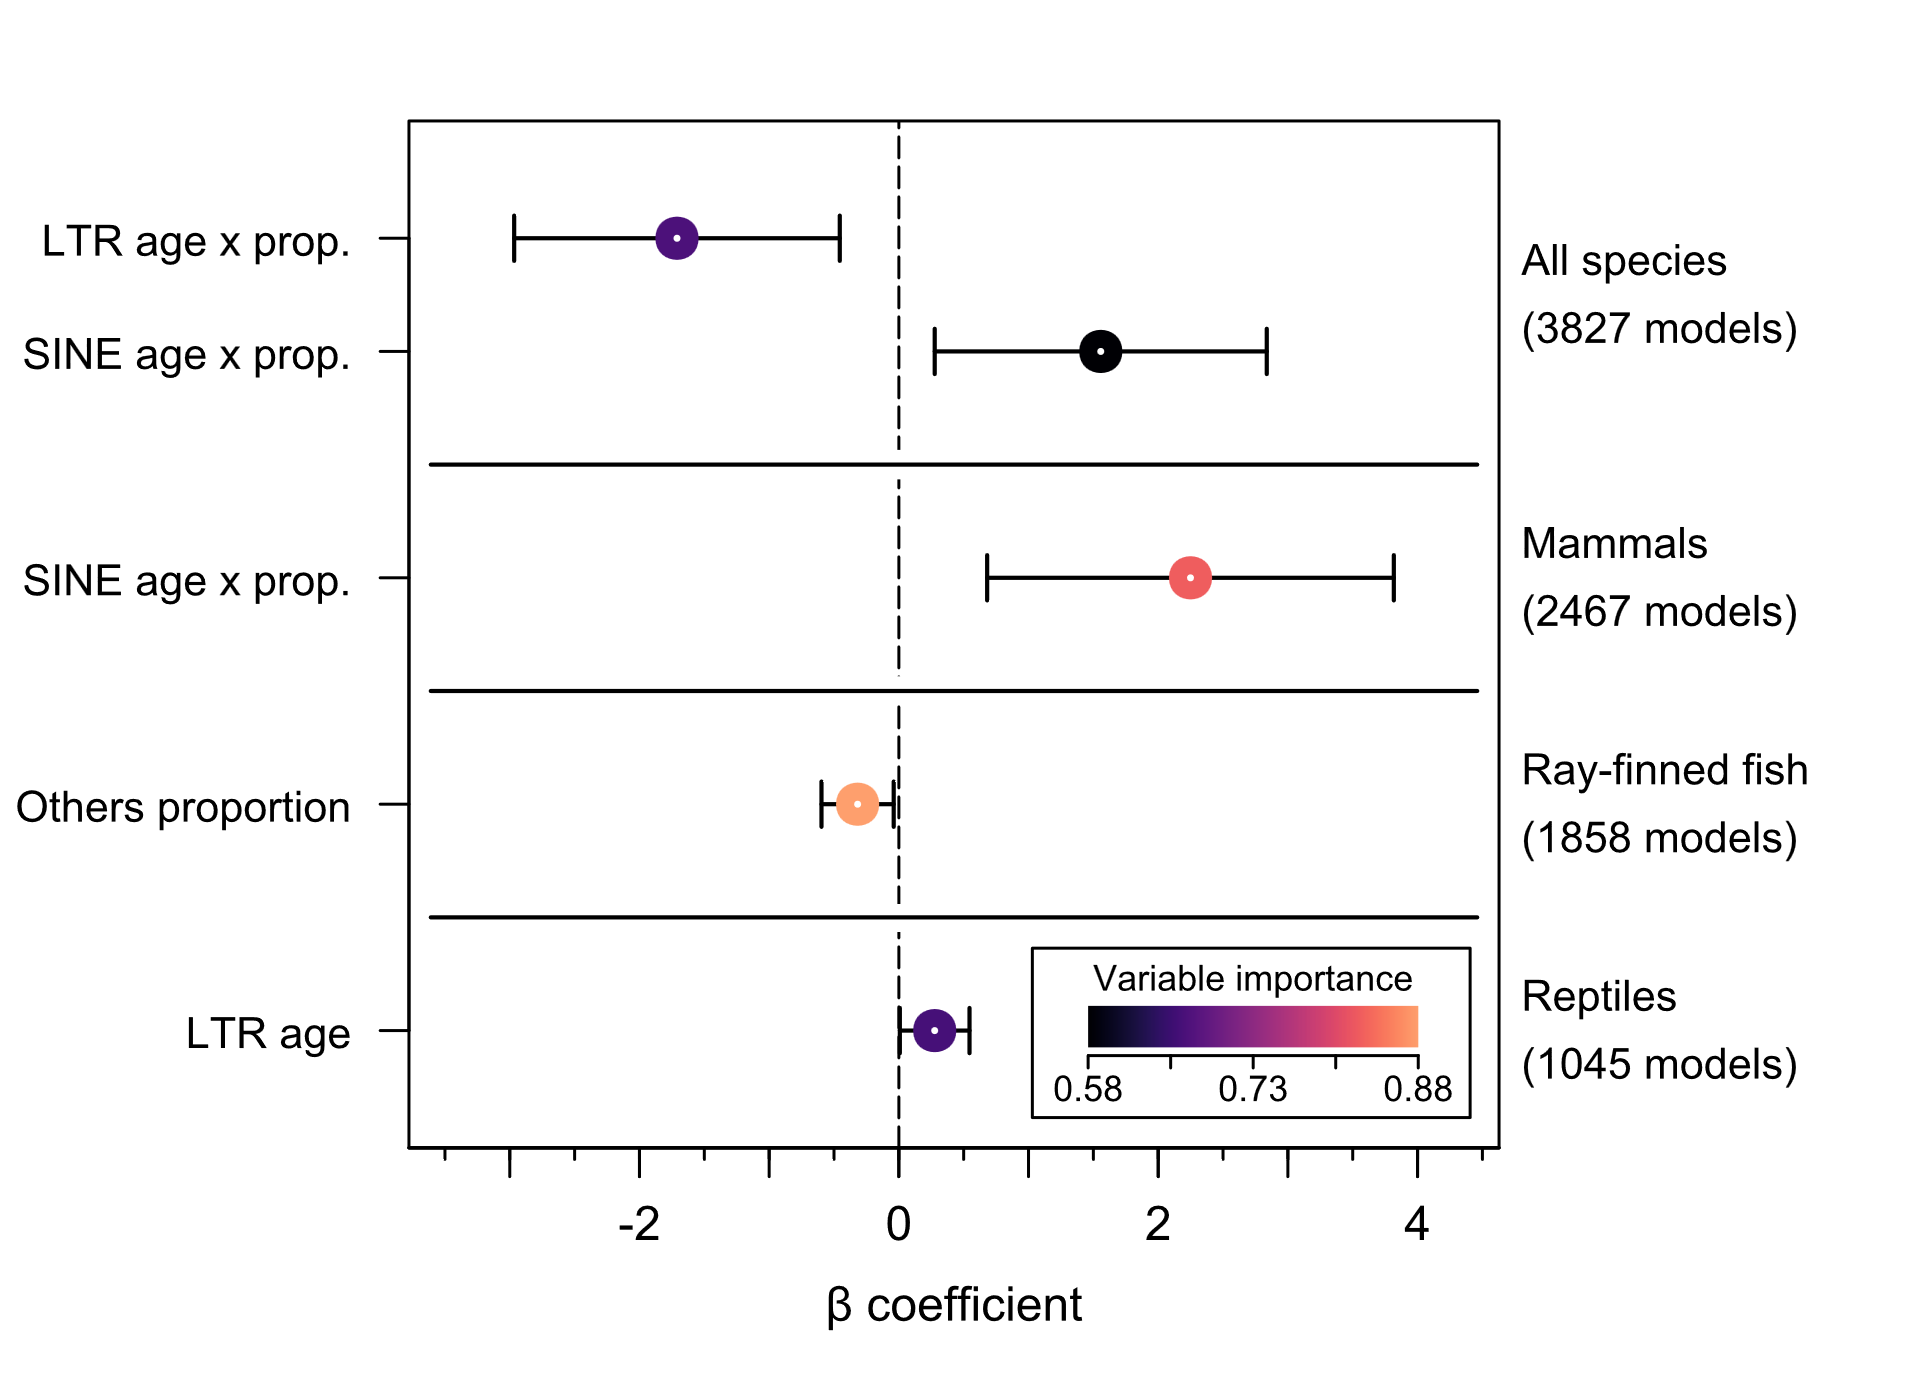 LTR age x prop.
SINE age x prop.
All species
(3827 models)
SINE age x prop.
Mammals
(2467 models)
Others proportion
Ray-finned fish
(1858 models)
LTR age
Reptiles
(1045 models)
Variable importance
0.58 0.73 0.88
-2 0 2 4
β coefficient